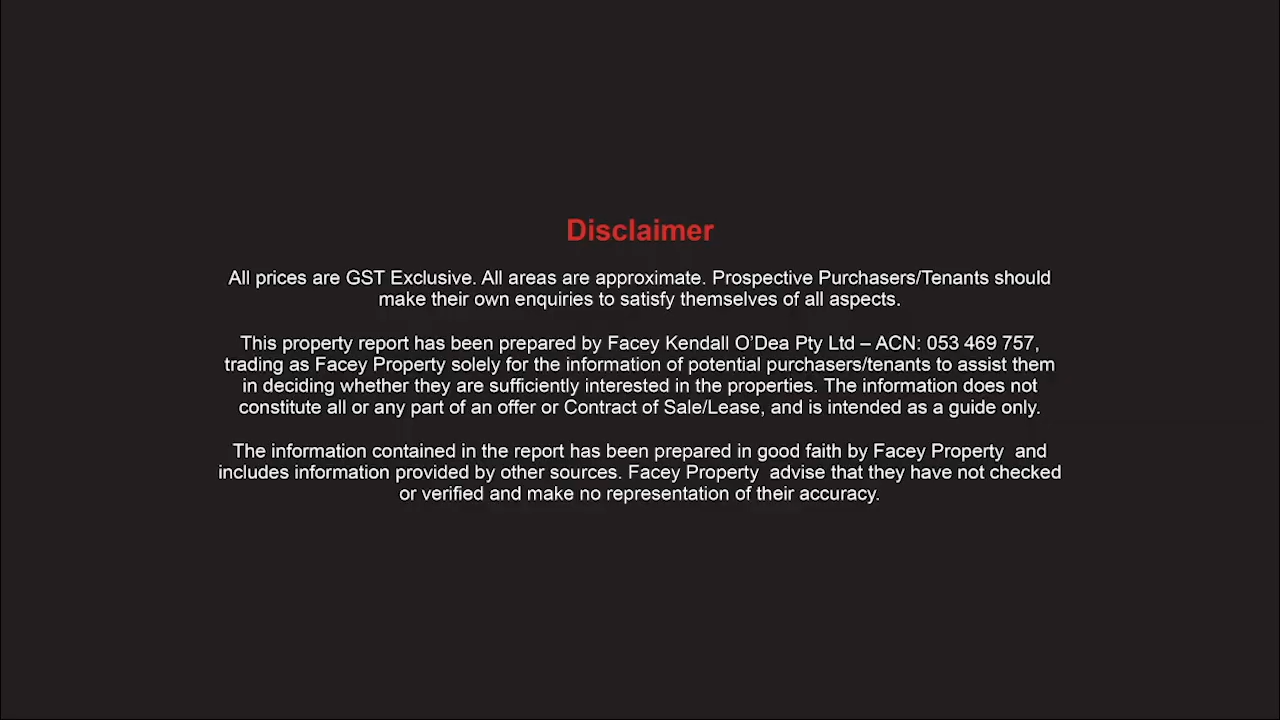 Disclaimer
All prices are GST Exclusive. All areas are approximate. Prospective Purchasers/Tenants should
make their own enquiries to satisfy themselves of all aspects.
This property report has been prepared by Facey Kendall O’Dea Pty Ltd – ACN: 053 469 757,
trading as Facey Property solely for the information of potential purchasers/tenants to assist them
in deciding whether they are sufficiently interested in the properties. The information does not
constitute all or any part of an offer or Contract of Sale/Lease, and is intended as a guide only.
The information contained in the report has been prepared in good faith by Facey Property  and
includes information provided by other sources. Facey Property  advise that they have not checked
or verified and make no representation of their accuracy.